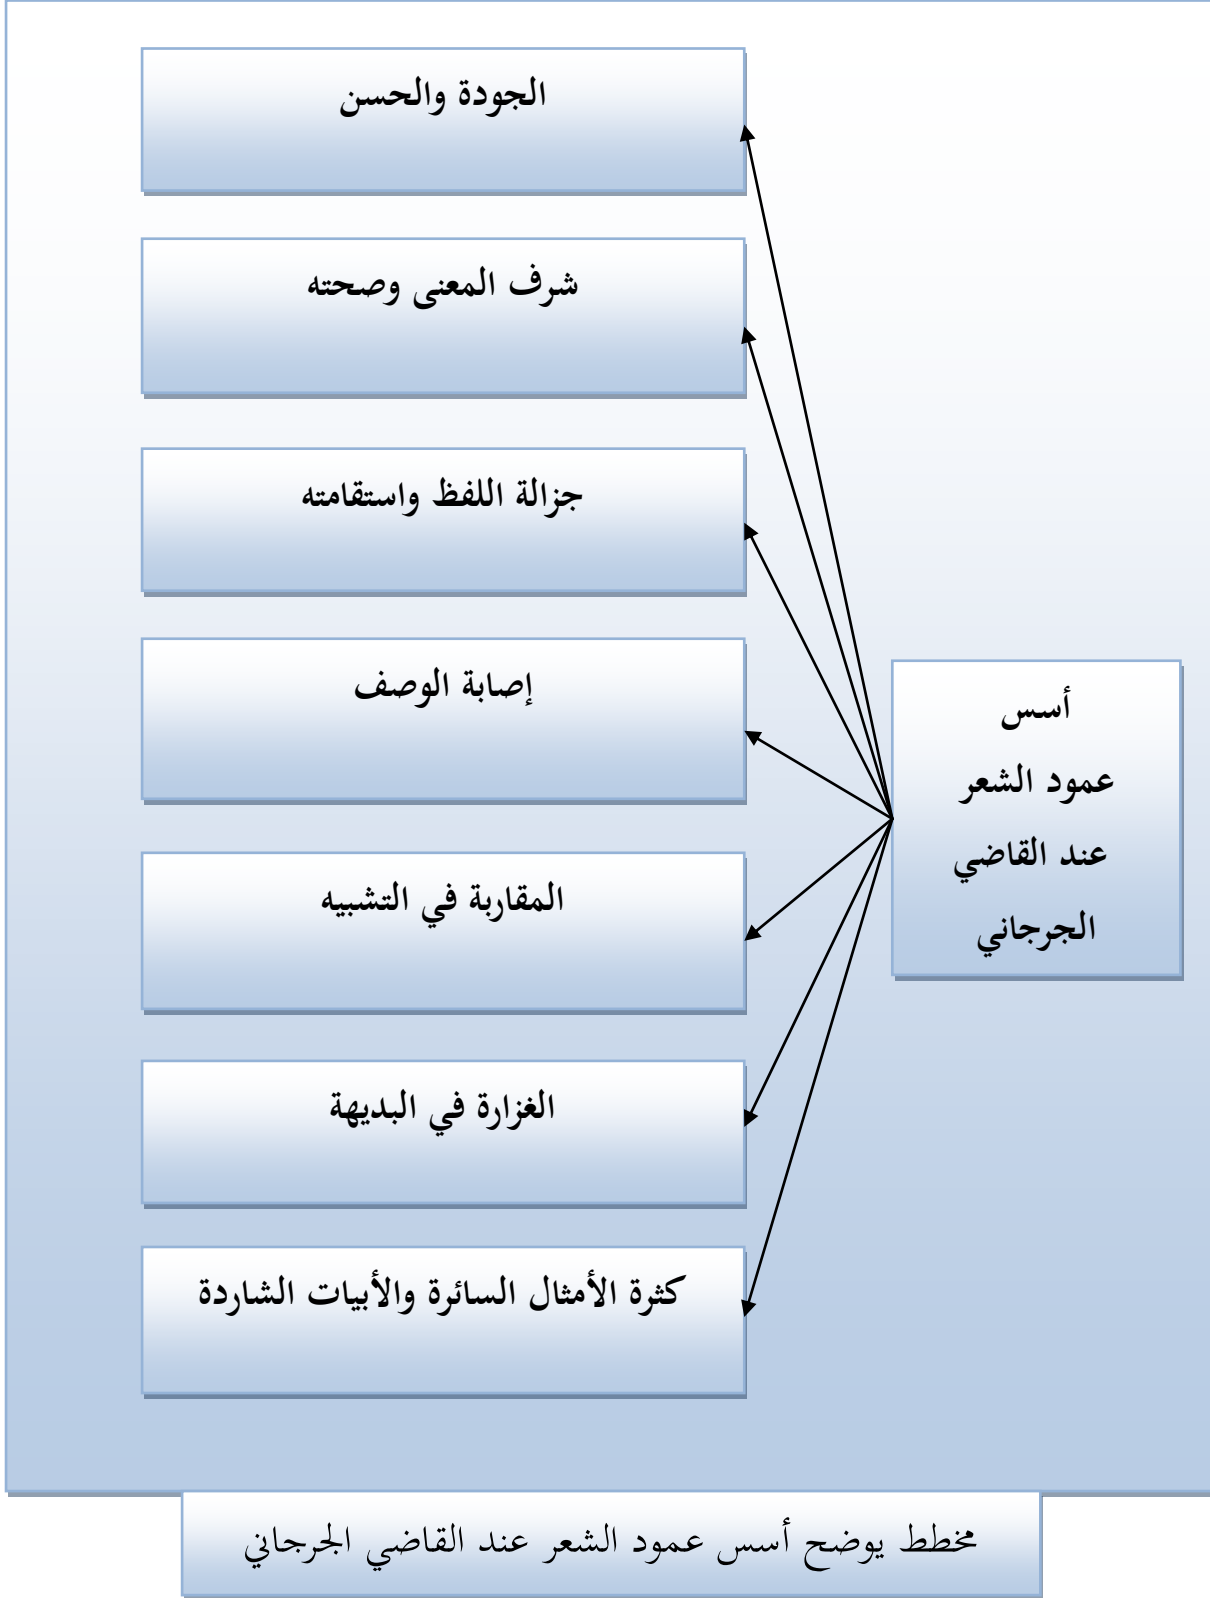 أسس
عمود الشعر
عند القاضي
الجرجاني
الجودة والحسن
شرف المعنى وصحته
جزالة اللفظ واستقامته
إصابة الوصف
المقاربة في التشبيه
الغزارة في البديهة
كثرة الأمثال السائرة والأبيات الشاردة
مخطط يوضح أسس عمود الشعر عند القاضي الجرجاني